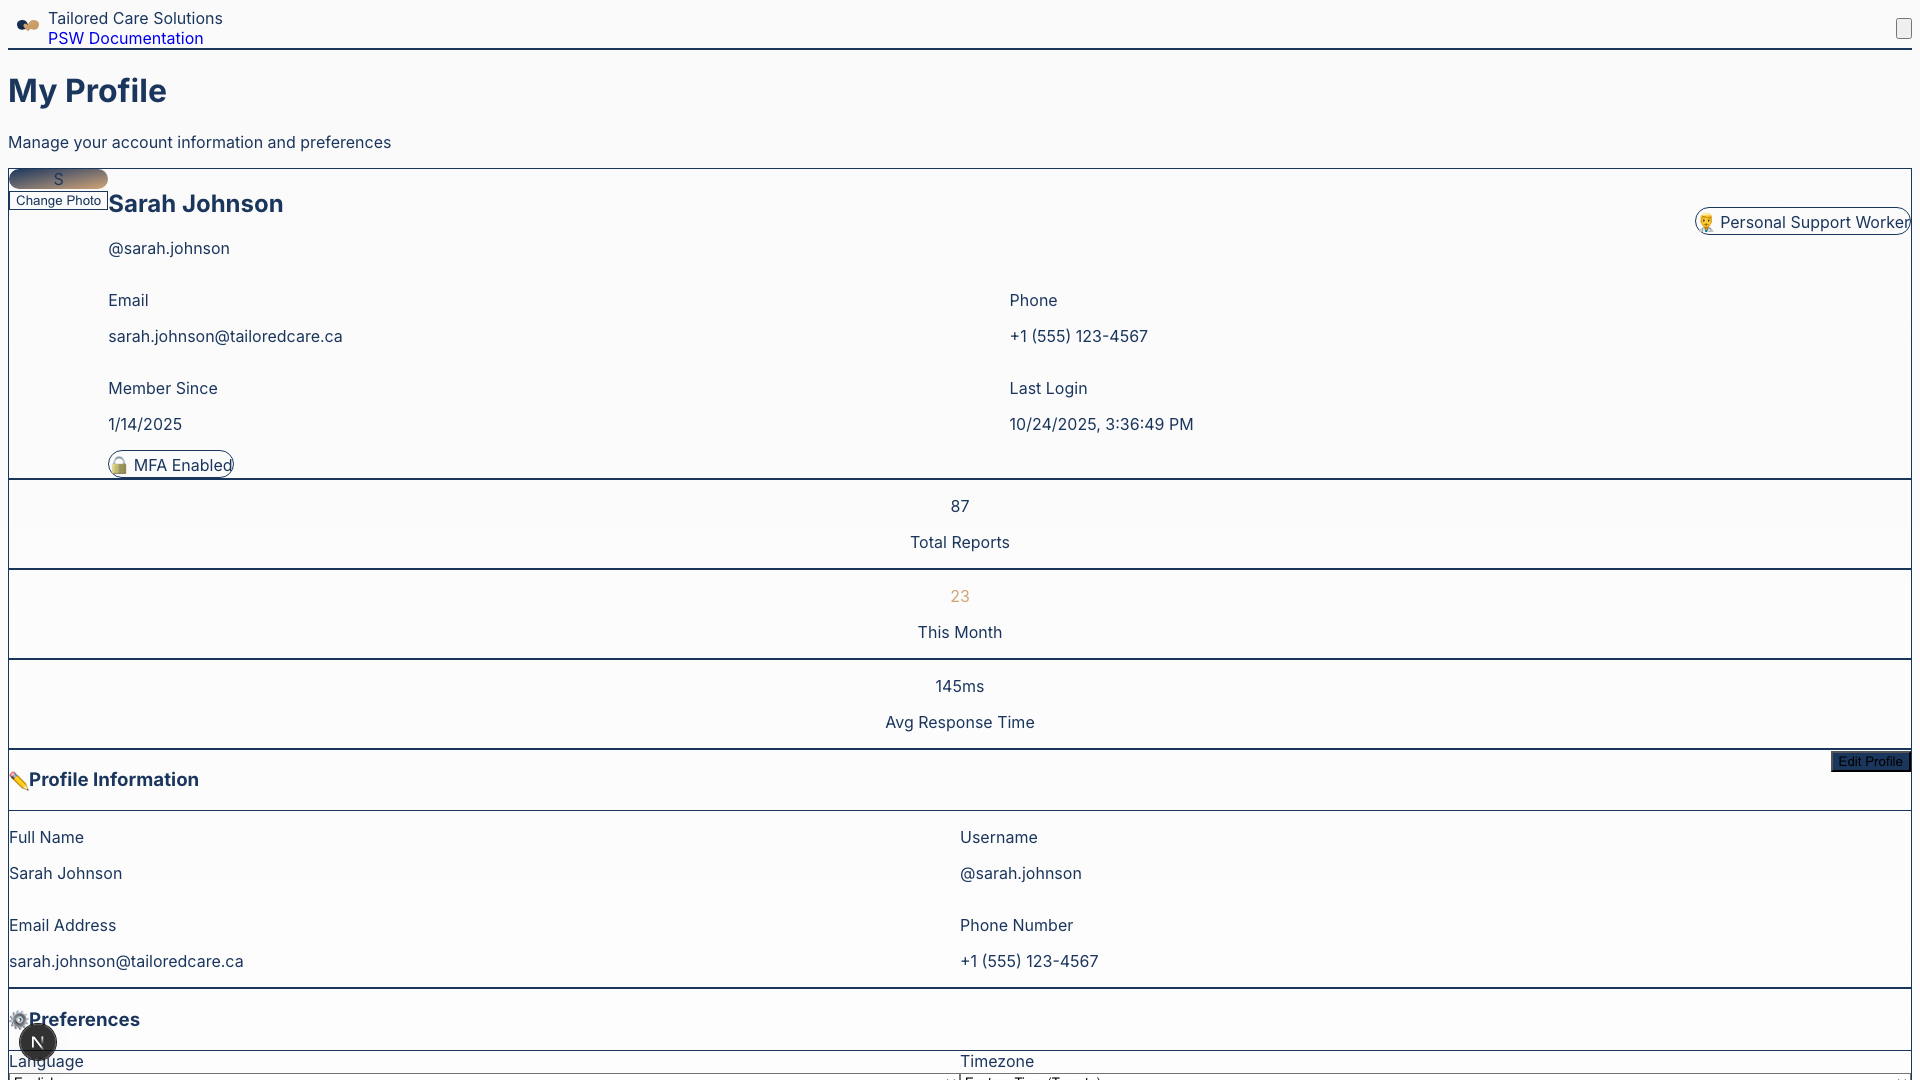 Tailored Care Solutions
PSW Documentation
My Profile
Manage your account information and preferences
S
Change Photo
Sarah Johnson
Personal Support Worker
@sarah.johnson
Email
Phone
sarah.johnson@tailoredcare.ca
+1 (555) 123-4567
Member Since
Last Login
1/14/2025
10/24/2025, 3:36:49 PM
MFA Enabled
87
Total Reports
23
This Month
145ms
Avg Response Time
Edit Profile
Profile Information
Full Name
Username
Sarah Johnson
@sarah.johnson
Email Address
Phone Number
sarah.johnson@tailoredcare.ca
+1 (555) 123-4567
Preferences
N
Language
Timezone